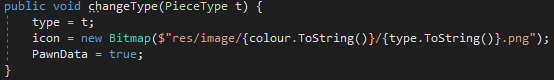 public void changeType(PieceType t) {
    type = t;
    icon = new Bitmap($"res/image/{colour.ToString()}/{type.ToString()}.png");
    PawnData = true;
}